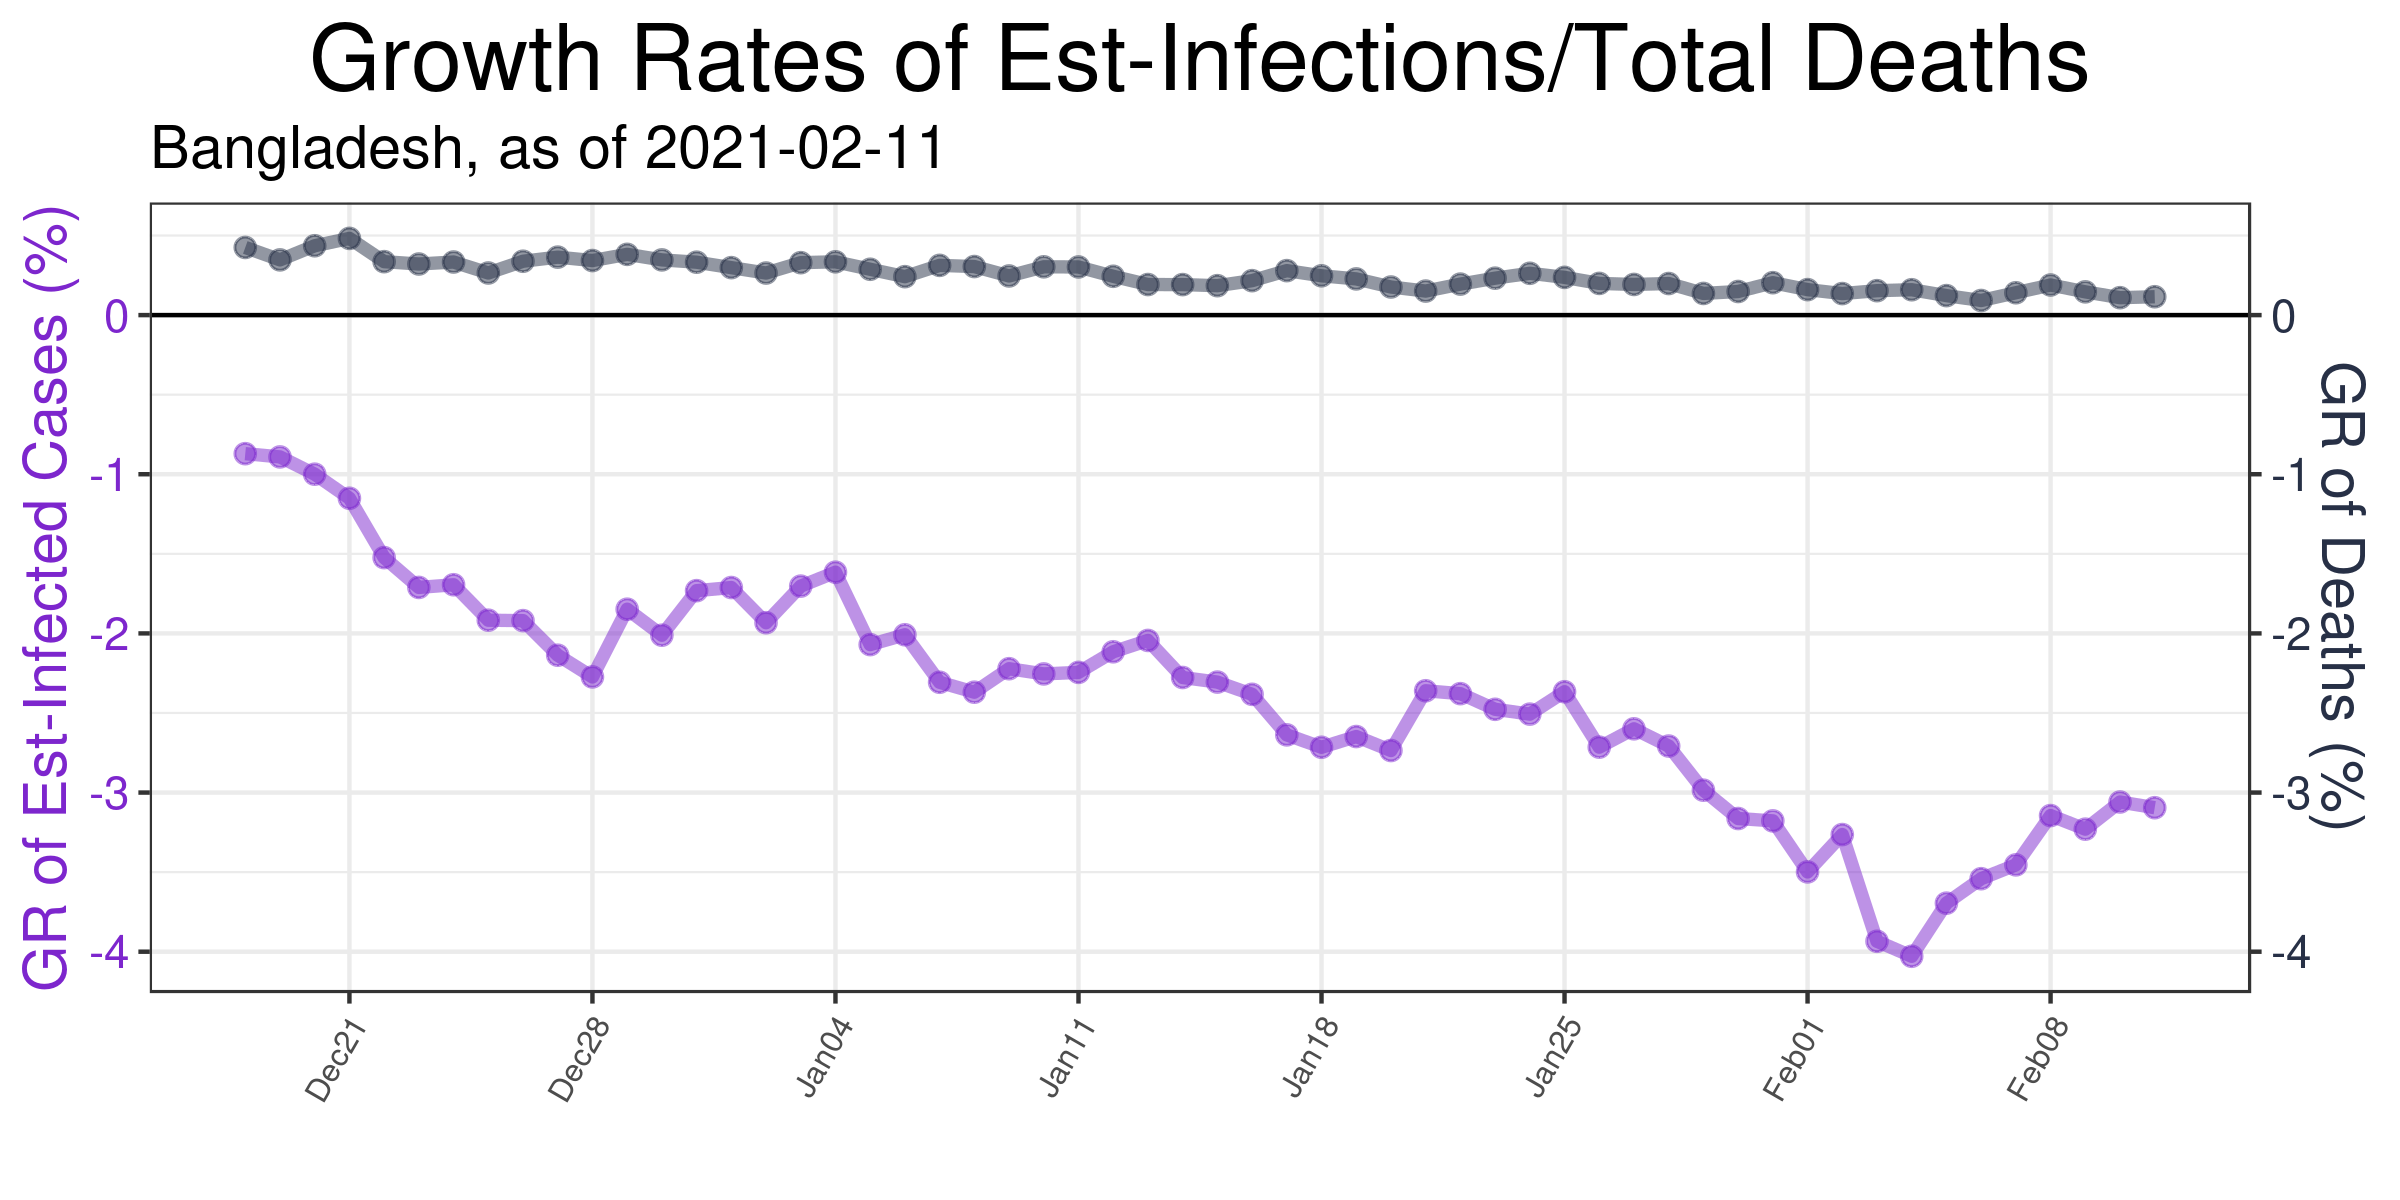 Growth Rates of Est-Infections/Total Deaths
Bangladesh, as of 2021-02-11
GR of Est-Infected Cases (%)
0
-1
-2
-3
-4
0
-1
-2
-3
-4
GR of Deaths (%)
Dec21
Dec28
Jan04
Jan11
Jan18
Jan25
Feb01
Feb08